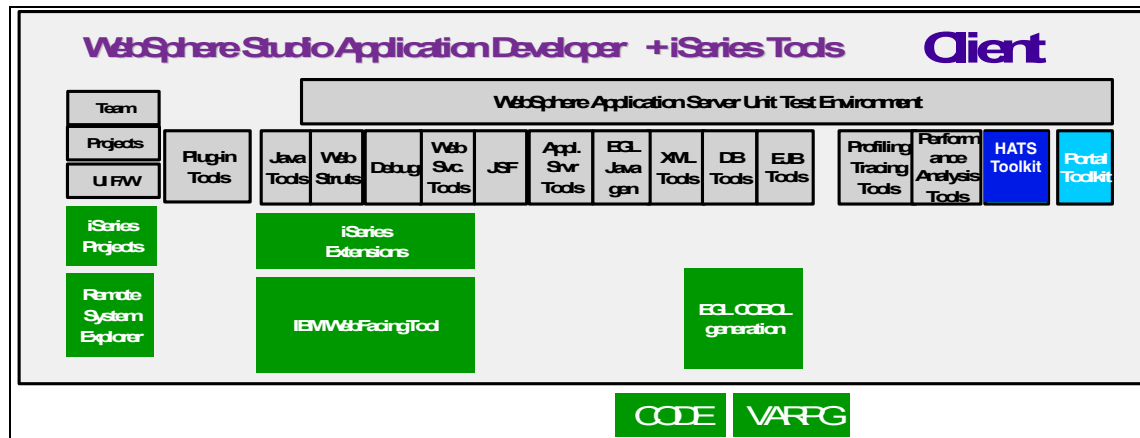 WebSphere Studio Application Developer + iSeries Tools
Client
WebSphere Application Server Unit Test Environment
Team
Projects
UI F/W
Plug-in
Tools
Java
Tools
Web
Struts
Debug
Web
Svc.
Tools
JSF
Appl.
Srvr
Tools
EGL
Java
gen
XML
Tools
DB
Tools
EJB
Tools
Profiling
Tracing
Tools
Perform
ance
Analysis
Tools
HATS
Toolkit
Portal
Toolkit
iSeries
Projects
iSeries
Extensions
Remote
System
Explorer
IBM WebFacing Tool
EGL COBOL
generation
CODE
VARPG